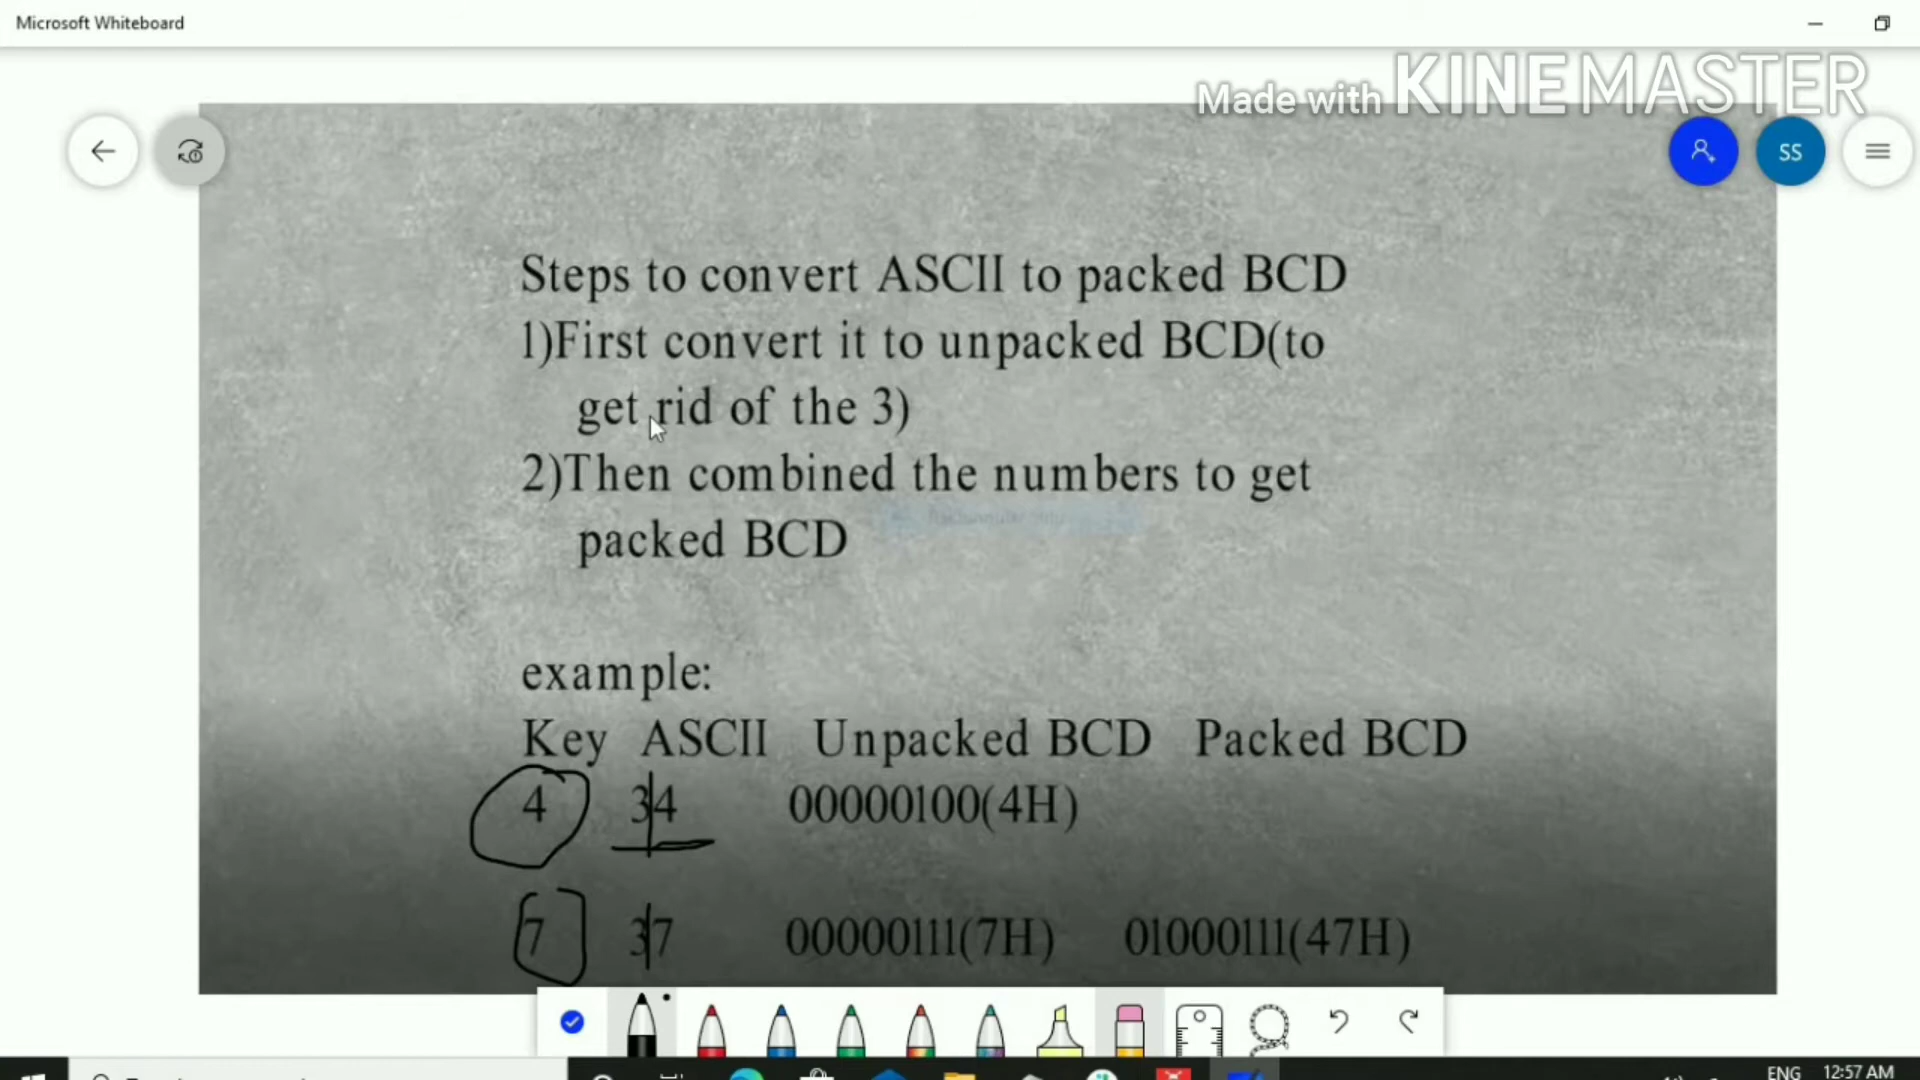 Microsoft Whiteboard
Made with KINEMASTER
SS
Steps to convert ASCII to packed BCD
1)First convert it to unpacked BCD(to
get rid of the 3)
2)Then combined the numbers to get
packed BCD
example:
Key ASCII Unpacked BCD Packed BCD
4 34 00000100(4H)
7 37 00000111(7H) 01000111(47H)
ENG 12:57 AM